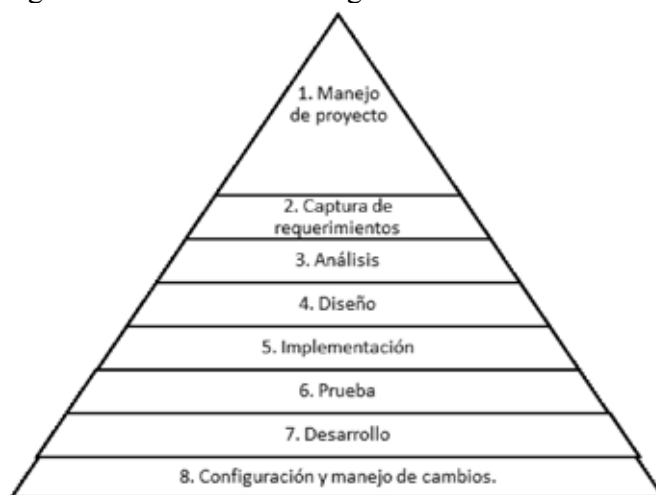 1. Manejo
de proyecto
2. Captura de
requerimientos
3. Análisis
4. Diseño
5. Implementación
6. Prueba
7. Desarrollo
8. Configuración y manejo de cambios.